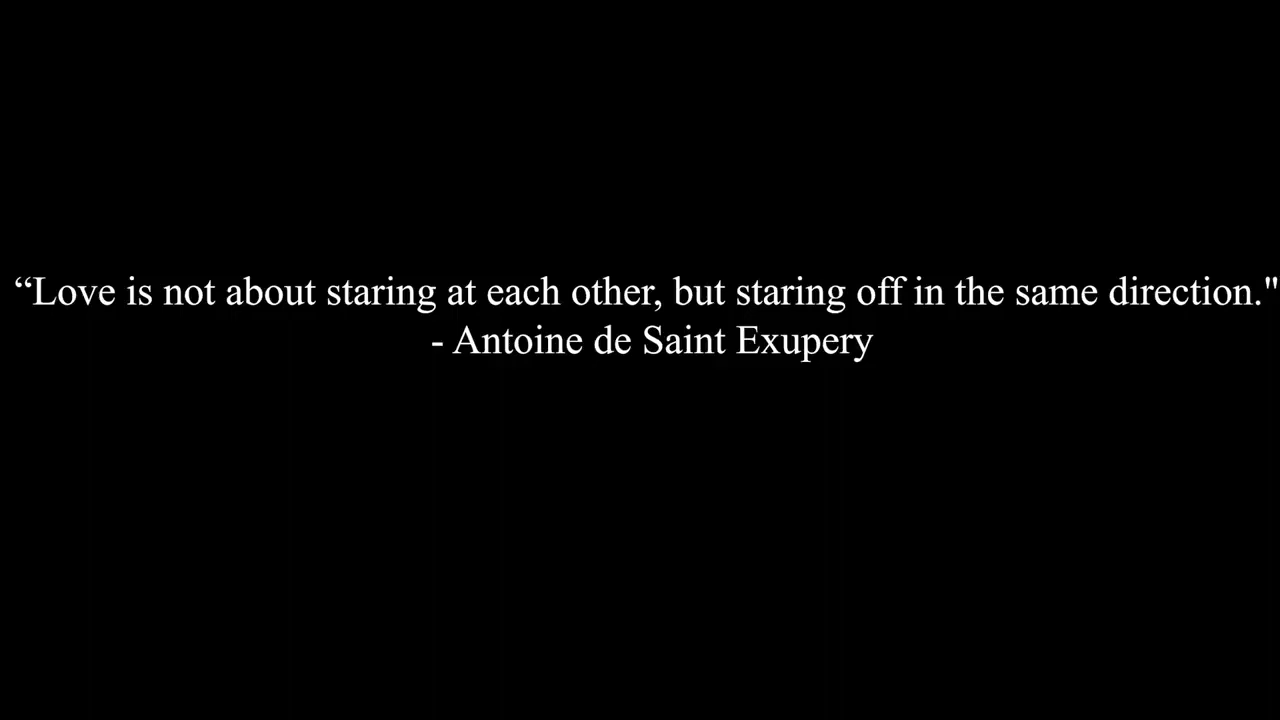 “Love is not about staring at each other, but staring off in the same direction."
- Antoine de Saint Exupery